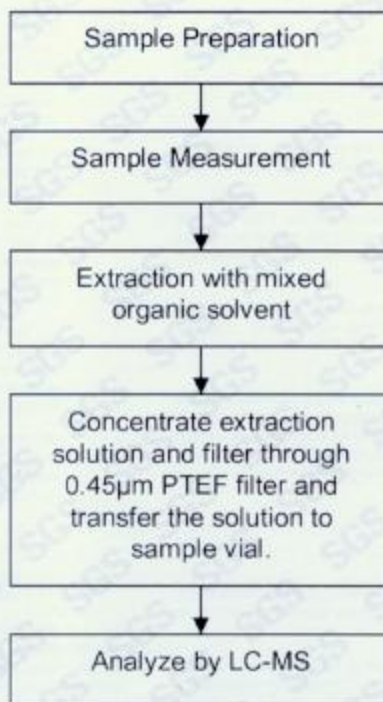 Sample Preparation
Sample Measurement
Extraction with mixed
organic solvent
Concentrate extraction
solution and filter through
0.45µm PTEF filter and
transfer the solution to
sample vial.
Analyze by LC-MS
SGS